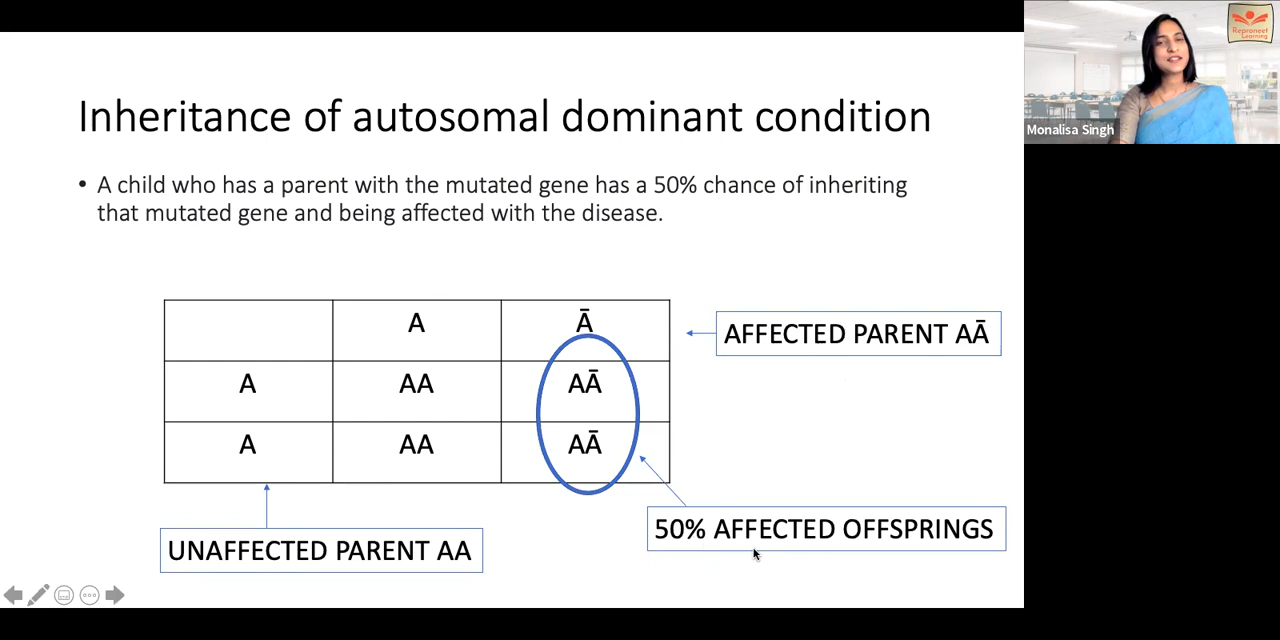 Inheritance of autosomal dominant condition
• A child who has a parent with the mutated gene has a 50% chance of inheriting
that mutated gene and being affected with the disease.
A Ā
A AA AĀ
A AA AĀ
AFFECTED PARENT AĀ
50% AFFECTED OFFSPRINGS
UNAFFECTED PARENT AA
Reproneet
Learning
Monalisa Singh